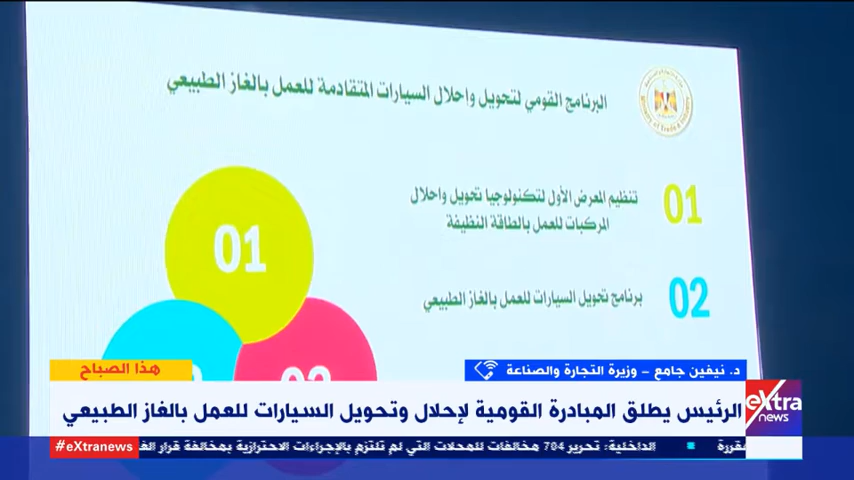 البرنامج القومي لتحويل واحلال السيارات المتقادمة للعمل بالغاز الطبيعي
01
تنظيم المعرض الأول لتكنولوجيا تحويل واحلال
المركبات للعمل بالطاقة النظيفة
01
02
برنامج تحويل السيارات للعمل بالغاز الطبيعي
هذا الصباح
د. نيفين جامع - وزيرة التجارة والصناعة
الرئيس يطلق المبادرة القومية لإحلال وتحويل السيارات للعمل بالغاز الطبيعي
eXtra
news
#eXtranews
مقررة
الداخلية: تحرير 704 مخالفات للمحلات التي لم تلتزم بالإجراءات الاحترازية بمخالفة قرار الغ